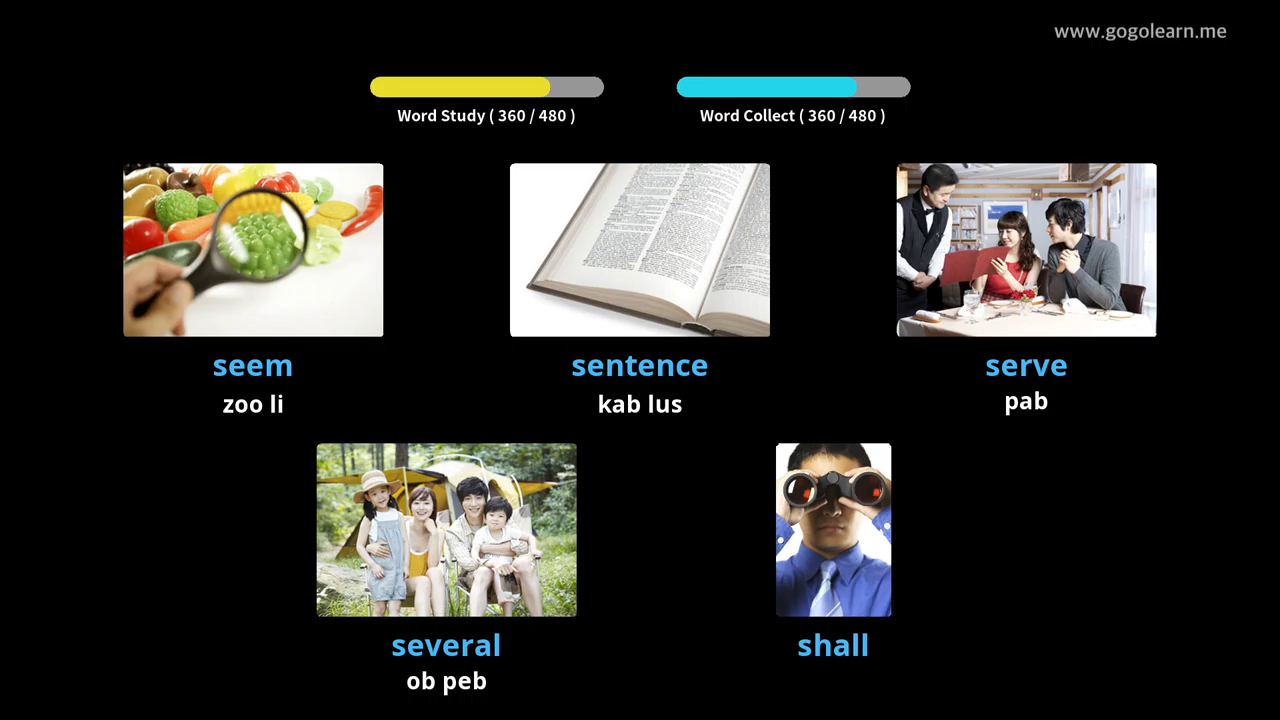 www.gogolearn.me
Word Study ( 360 / 480 )
Word Collect ( 360 / 480 )
seem
zoo li
sentence
kab lus
serve
pab
several
ob peb
shall